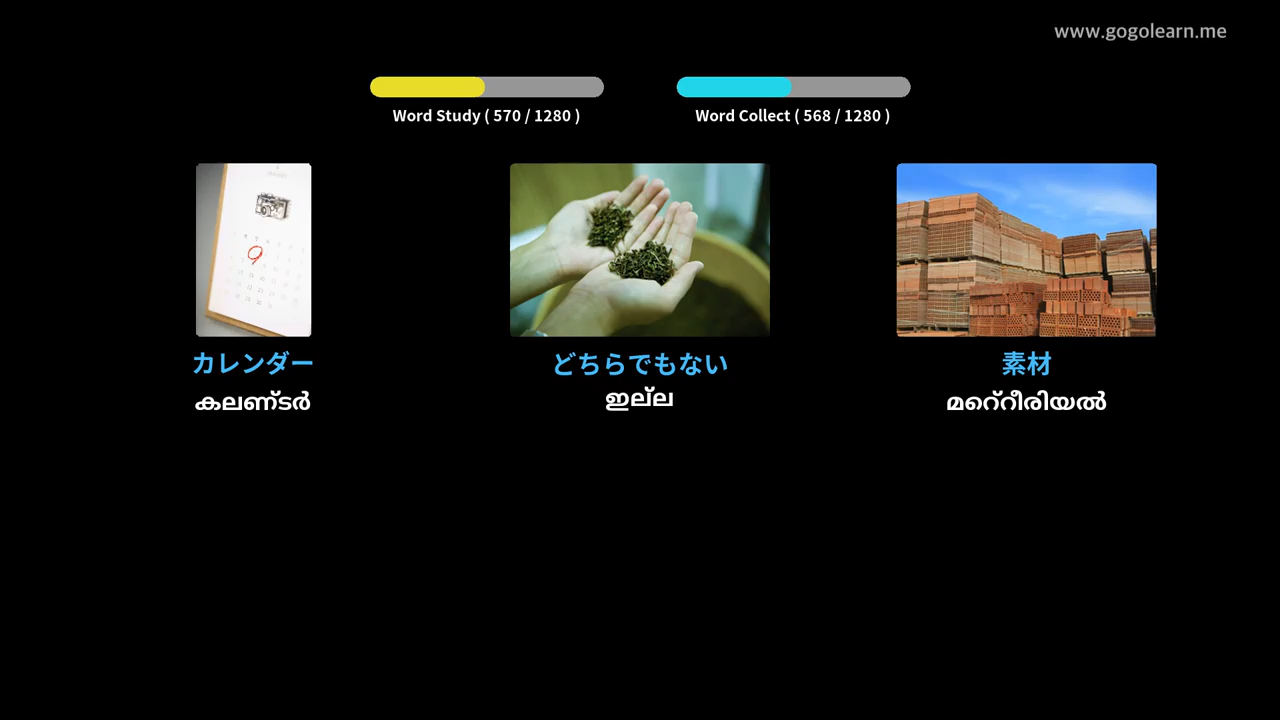 www.gogolearn.me
Word Study ( 570 / 1280 )
Word Collect ( 568 / 1280 )
カレンダー
どちらでもない
素材
കലണ്ടർ
ഇല്ല
മറ്റെീരിയൽ